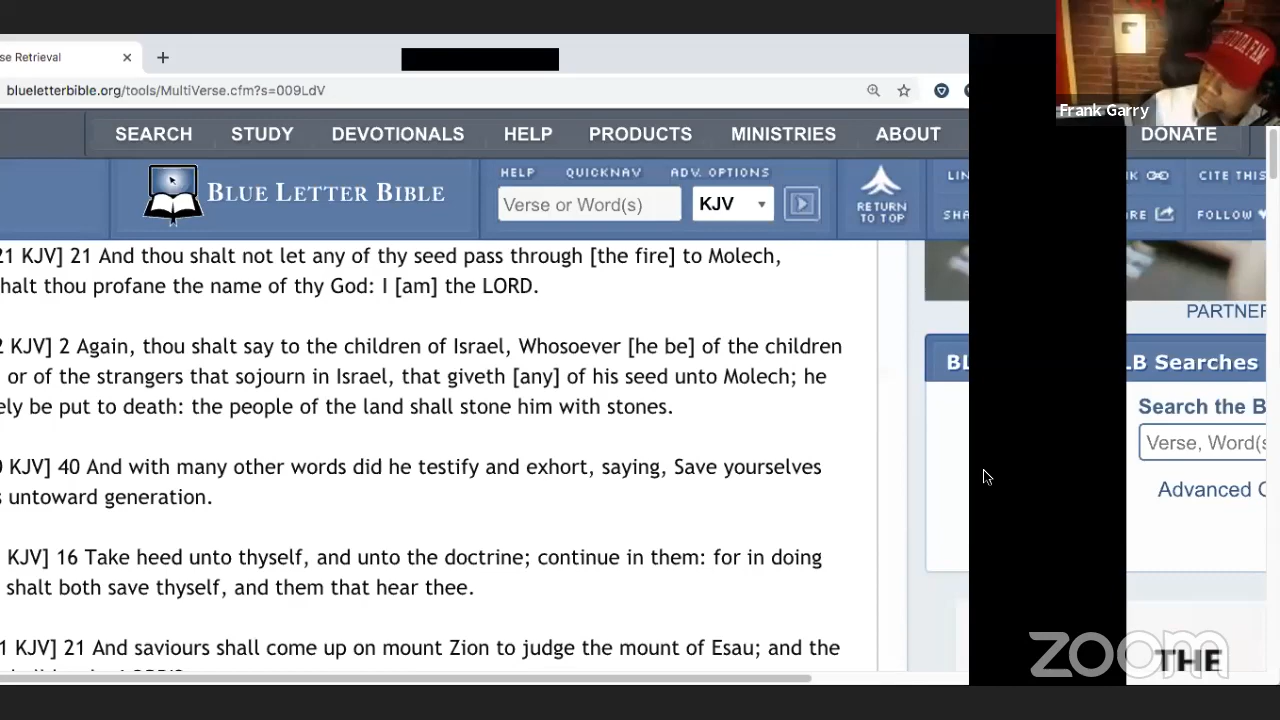 se Retrieval
blueletterbible.org/tools/MultiVerse.cfm?s=009LdV
Frank Garry
SEARCH STUDY DEVOTIONALS HELP PRODUCTS MINISTRIES ABOUT DONATE
HELP QUICKNAV ADV. OPTIONS
BLUE LETTER BIBLE
Verse or Word(s) KJV
RETURN
TO TOP
LIN NK CITE THIS
SHA RE FOLLOW
21 KJV] 21 And thou shalt not let any of thy seed pass through [the fire] to Molech,
halt thou profane the name of thy God: I [am] the LORD.
PARTNER
2 KJV] 2 Again, thou shalt say to the children of Israel, Whosoever [he be] of the children
or of the strangers that sojourn in Israel, that giveth [any] of his seed unto Molech; he
ely be put to death: the people of the land shall stone him with stones.
BL LB Searches
Search the B
Verse, Word(s
Advanced
0 KJV] 40 And with many other words did he testify and exhort, saying, Save yourselves
s untoward generation.
KJV] 16 Take heed unto thyself, and unto the doctrine; continue in them: for in doing
shalt both save thyself, and them that hear thee.
1 KJV] 21 And saviours shall come up on mount Zion to judge the mount of Esau; and the
zoom
THE